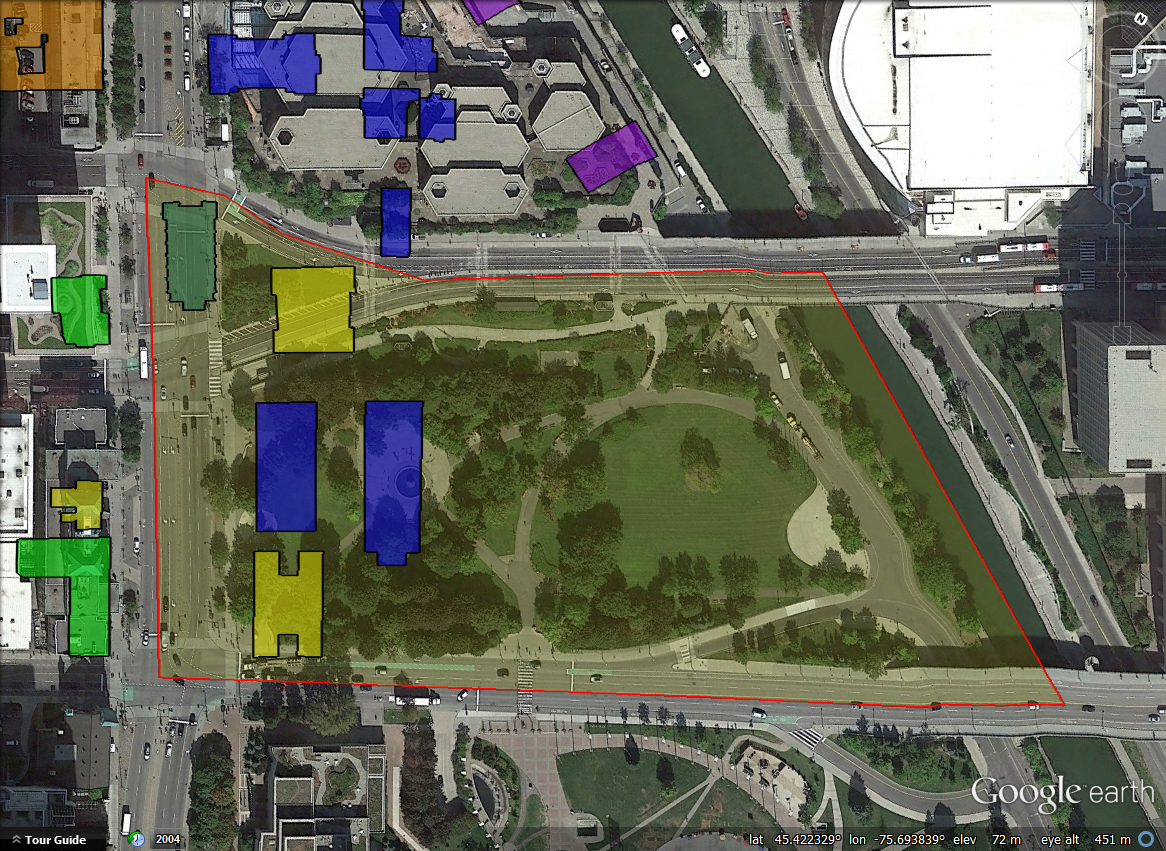 N
Google earth
Tour Guide
2004
lat 45.422329° lon -75.693839° elev 72 m eye alt 451 m